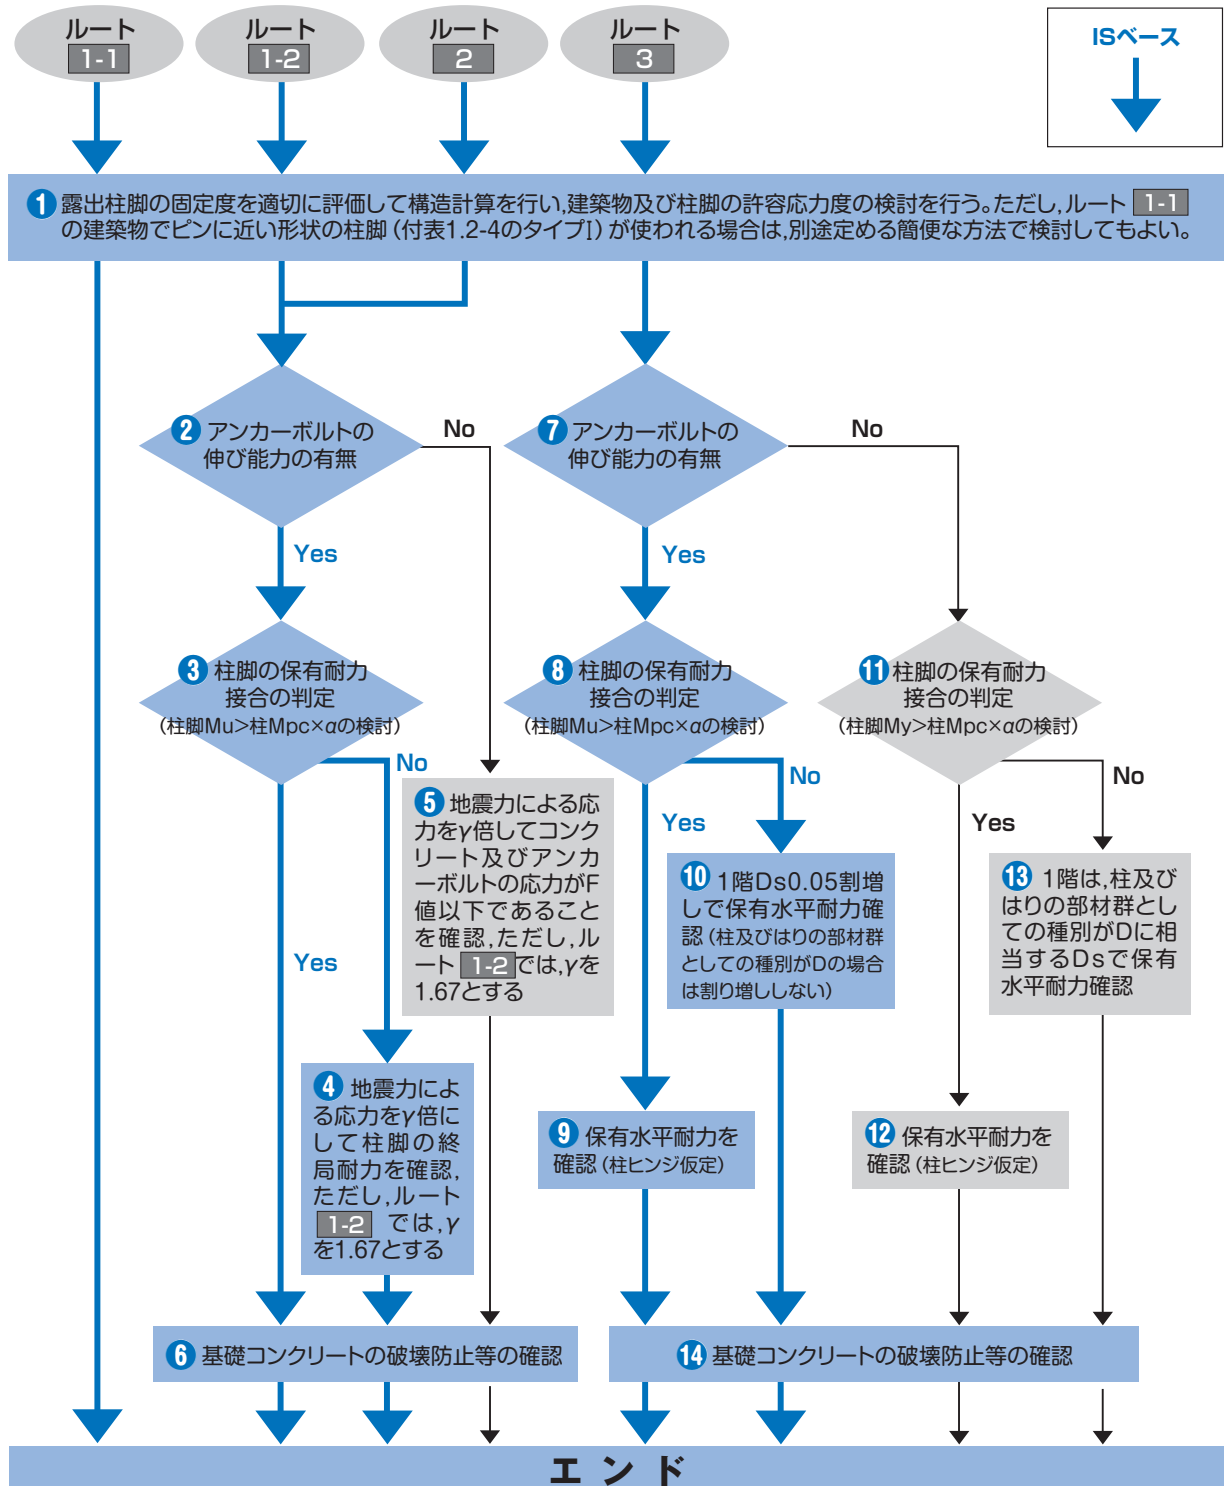 ルート
1-1
ルート
1-2
ルート
2
ルート
3
ISベース
❶ 露出柱脚の固定度を適切に評価して構造計算を行い,建築物及び柱脚の許容応力度の検討を行う。ただし,ルート 1-1
の建築物でピンに近い形状の柱脚（付表1.2-4のタイプI）が使われる場合は,別途定める簡便な方法で検討してもよい。
❷ アンカーボルトの
伸び能力の有無
No
Yes
❼ アンカーボルトの
伸び能力の有無
No
Yes
❸ 柱脚の保有耐力
接合の判定
（柱脚Mu>柱Mpc×αの検討）
No
Yes
❽ 柱脚の保有耐力
接合の判定
（柱脚Mu>柱Mpc×αの検討）
No
Yes
⓫ 柱脚の保有耐力
接合の判定
（柱脚My>柱Mpc×αの検討）
No
Yes
❺ 地震力による応
力をγ倍してコンク
リート及びアンカ
ーボルトの応力がF
値以下であること
を確認,ただし,ル
ート 1-2 では,γを
1.67とする
❿ 1階Ds0.05割増
しで保有水平耐力確
認（柱及びはりの部材群
としての種別がDの場合
は割り増ししない）
⓭ 1階は,柱及び
はりの部材群とし
ての種別がDに相
当するDsで保有
水平耐力確認
❹ 地震力によ
る応力をγ倍に
して柱脚の終
局耐力を確認,
ただし,ルート
1-2 では,γ
を1.67とする
❾ 保有水平耐力を
確認（柱ヒンジ仮定）
⓬ 保有水平耐力を
確認（柱ヒンジ仮定）
❻ 基礎コンクリートの破壊防止等の確認
⓮ 基礎コンクリートの破壊防止等の確認
エンド